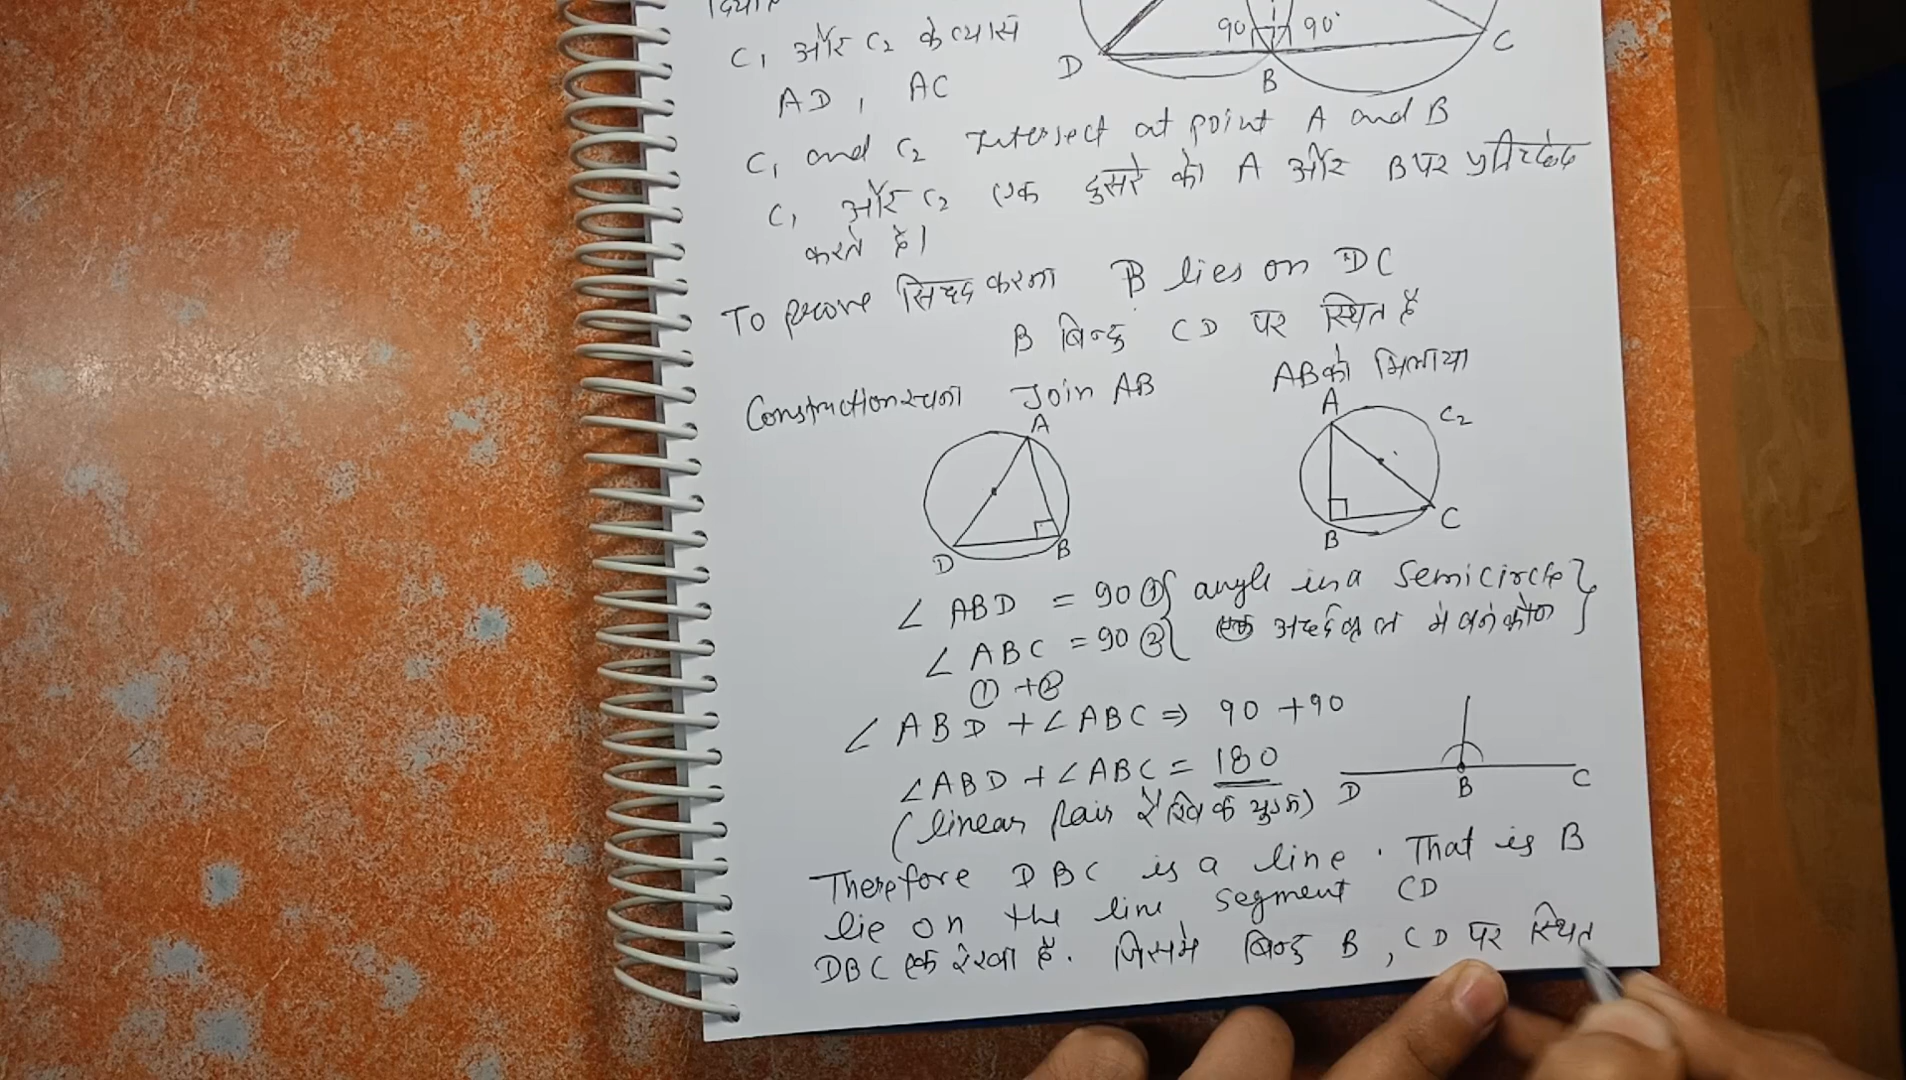 90 90°
D B C
C₁ और C₂ के व्यास
AD, AC
C₁ and C₂ Intersect at point A and B
C₁ और C₂ एक दुसरे को A और B पर प्रतिच्छेद
करते है।
To prove सिद्ध करना B lies on DC
B बिन्दु CD पर स्थित है
Construction रचना Join AB AB को मिलाया
A D B
A C₂ B C
∠ABD = 90 ① { angle in a semicircle }
∠ABC = 90 ② { एक अर्द्धवृत्त मे बने कोण }
① + ②
∠ABD + ∠ABC ⇒ 90 + 90
∠ABD + ∠ABC = 180
D B C
(linear pair रैखिक युग्म)
Therefore DBC is a line. That is B
lie on the line segment CD
DBC एक रेखा है. जिसमे बिन्दु B, CD पर स्थित